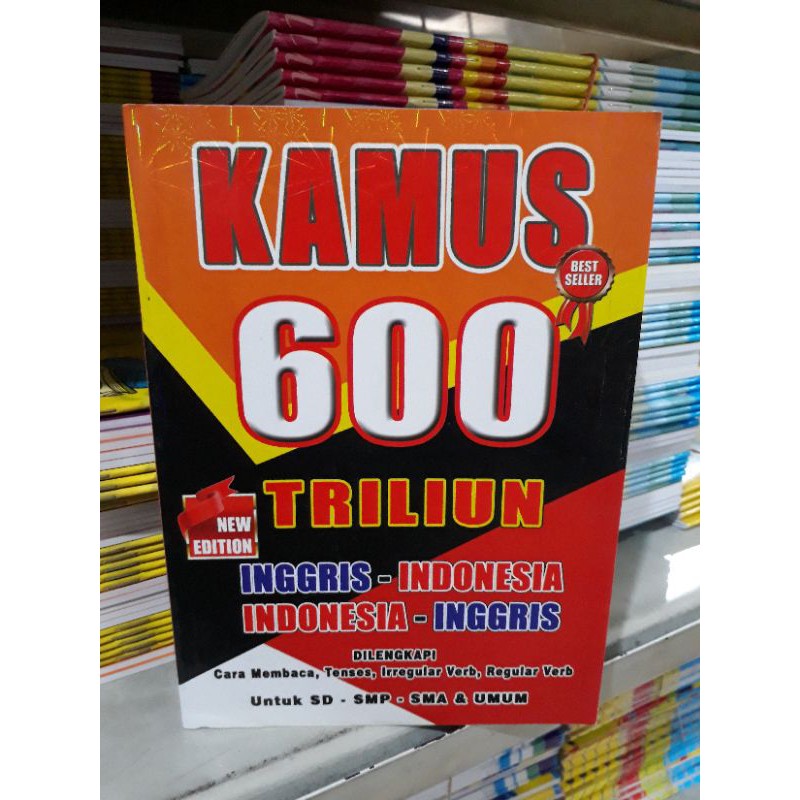 KAMUS
BEST
SELLER
600
TRILIUN
NEW
EDITION
INGGRIS - INDONESIA
INDONESIA - INGGRIS
DILENGKAPI
Cara Membaca, Tenses, Irregular Verb, Regular Verb
Untuk SD - SMP - SMA & UMUM